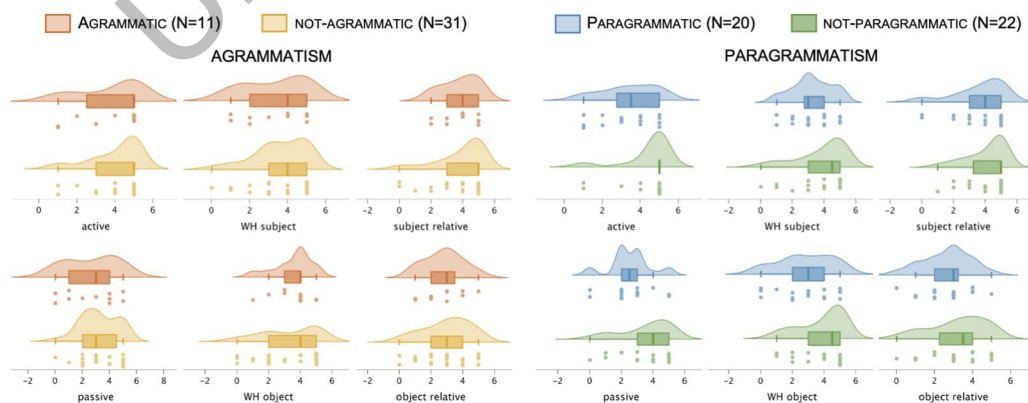 AGRAMMATIC (N=11) NOT-AGRAMMATIC (N=31) PARAGRAMMATIC (N=20) NOT-PARAGRAMMATIC (N=22)
AGRAMMATISM PARAGRAMMATISM
0 2 4 6 0 2 4 6 -2 0 2 4 6 0 2 4 6 -2 0 2 4 6 -2 0 2 4 6
active WH subject subject relative active WH subject subject relative
-2 0 2 4 6 8 -2 0 2 4 6 -2 0 2 4 6 -2 0 2 4 6 -2 0 2 4 6 0 2 4 6
passive WH object object relative passive WH object object relative